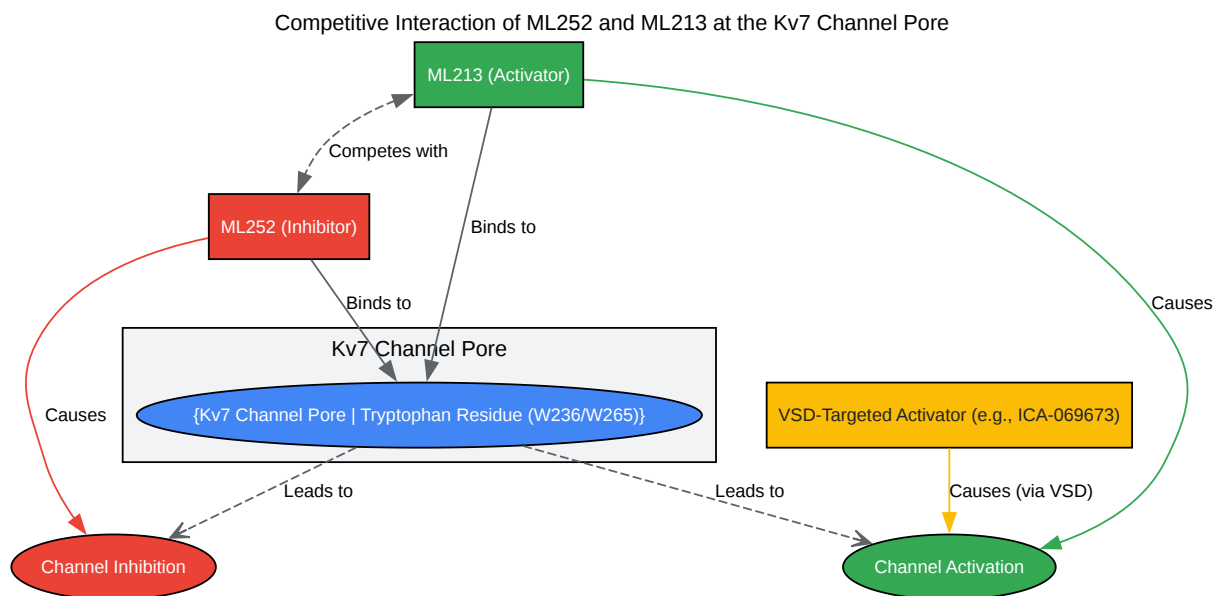 Competitive Interaction of ML252 and ML213 at the Kv7 Channel Pore
ML213 (Activator)
Competes with
ML252 (Inhibitor)
Binds to
Binds to
Causes
Kv7 Channel Pore
{Kv7 Channel Pore | Tryptophan Residue (W236/W265)}
VSD-Targeted Activator (e.g., ICA-069673)
Causes
Leads to
Leads to
Causes (via VSD)
Channel Inhibition
Channel Activation